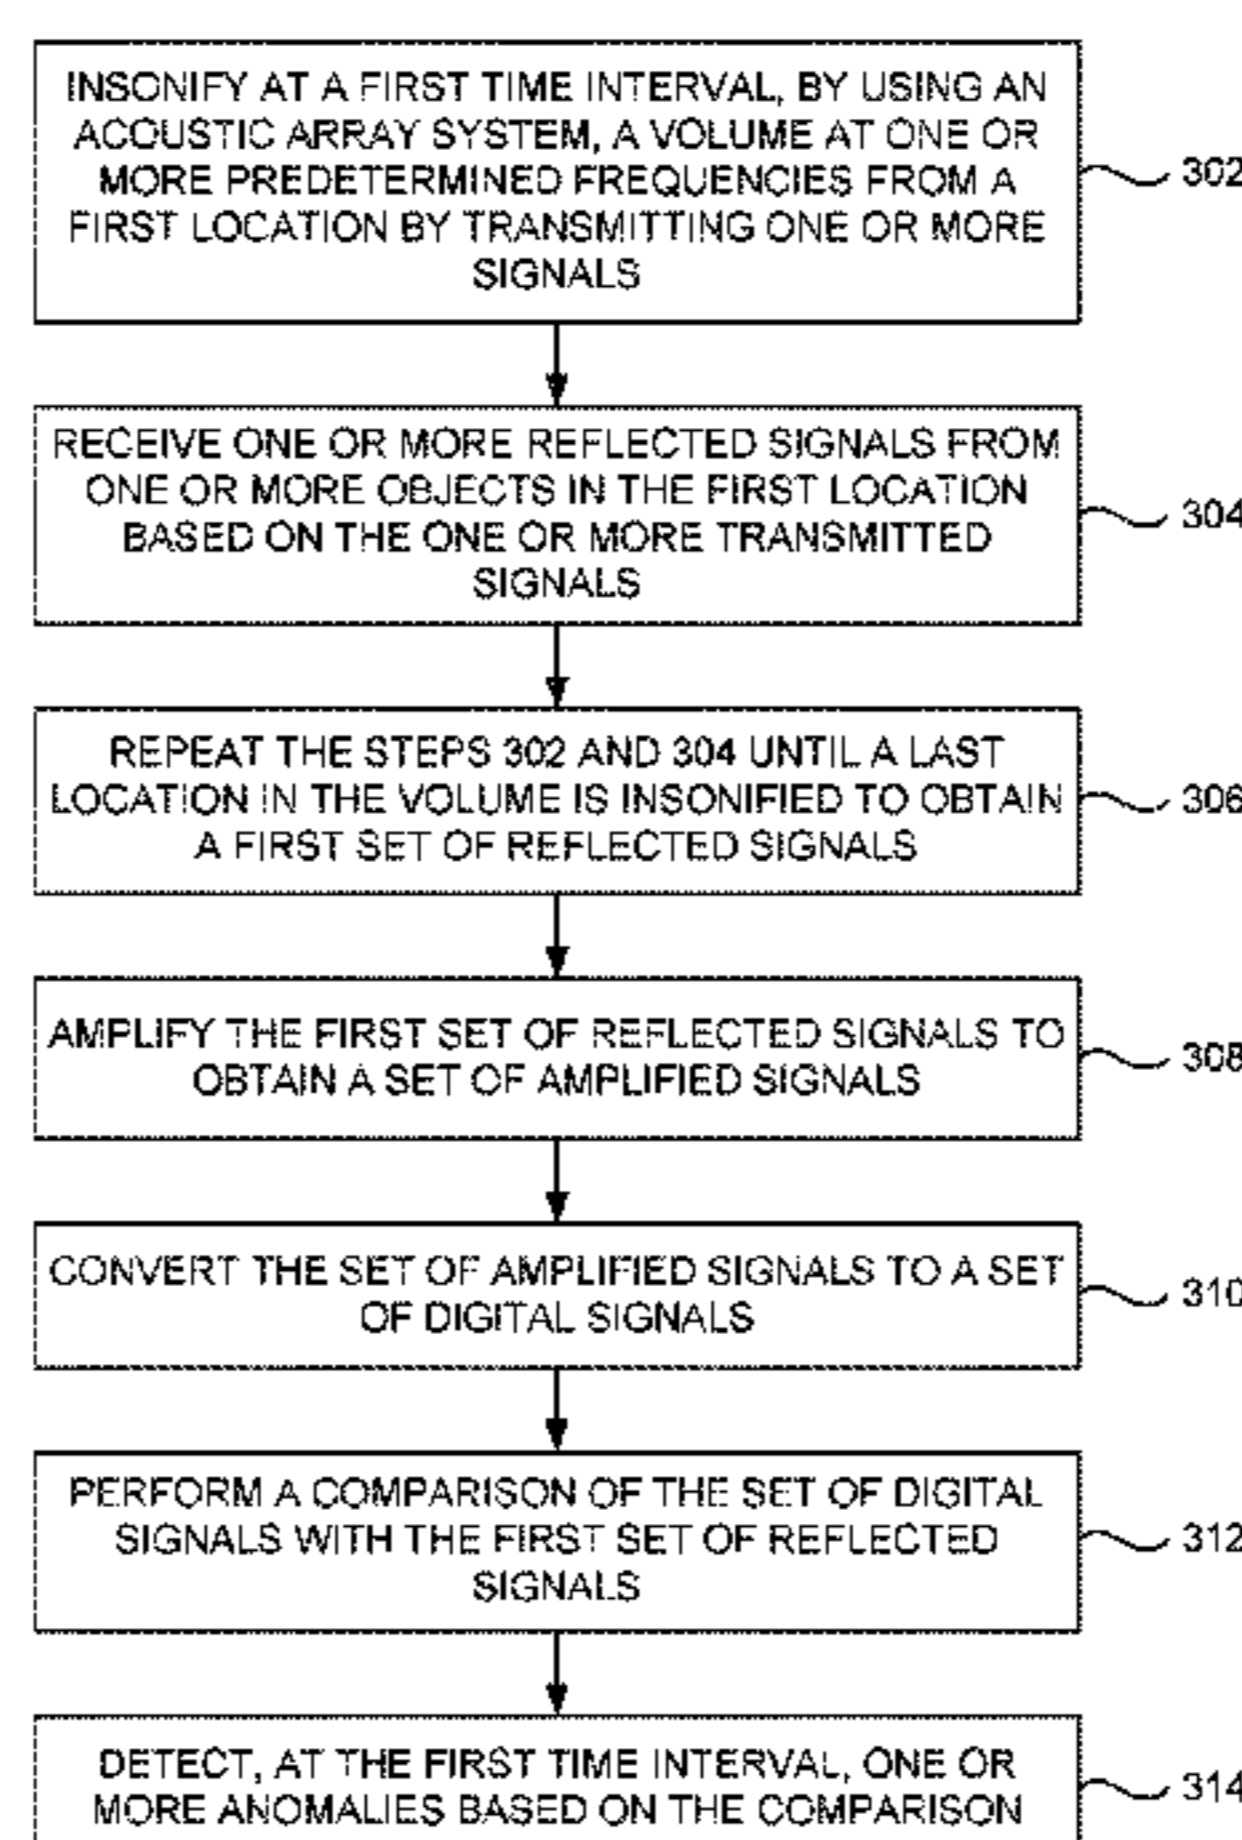 INSONIFY AT A FIRST TIME INTERVAL, BY USING AN
ACOUSTIC ARRAY SYSTEM, A VOLUME AT ONE OR
MORE PREDETERMINED FREQUENCIES FROM A
FIRST LOCATION BY TRANSMITTING ONE OR MORE
SIGNALS
302
RECEIVE ONE OR MORE REFLECTED SIGNALS FROM
ONE OR MORE OBJECTS IN THE FIRST LOCATION
BASED ON THE ONE OR MORE TRANSMITTED
SIGNALS
304
REPEAT THE STEPS 302 AND 304 UNTIL A LAST
LOCATION IN THE VOLUME IS INSONIFIED TO OBTAIN
A FIRST SET OF REFLECTED SIGNALS
306
AMPLIFY THE FIRST SET OF REFLECTED SIGNALS TO
OBTAIN A SET OF AMPLIFIED SIGNALS
308
CONVERT THE SET OF AMPLIFIED SIGNALS TO A SET
OF DIGITAL SIGNALS
310
PERFORM A COMPARISON OF THE SET OF DIGITAL
SIGNALS WITH THE FIRST SET OF REFLECTED
SIGNALS
312
DETECT, AT THE FIRST TIME INTERVAL, ONE OR
MORE ANOMALIES BASED ON THE COMPARISON
314